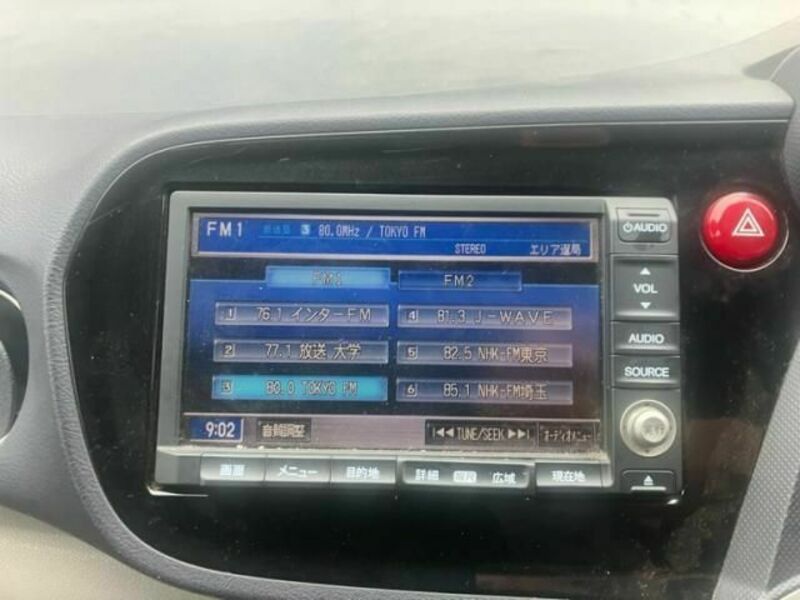 FM1 放送局 3 80.0MHz / TOKYO FM
STEREO エリア選局
FM1 FM2
1 76.1 インターFM
4 81.3 J-WAVE
2 77.1 放送大学
5 82.5 NHK-FM東京
3 80.0 TOKYO FM
6 85.1 NHK-FM埼玉
9:02 音質調整 TUNE/SEEK オーディオメニュー
画面 メニュー 目的地 詳細 広域 現在地
AUDIO
VOL
AUDIO
SOURCE